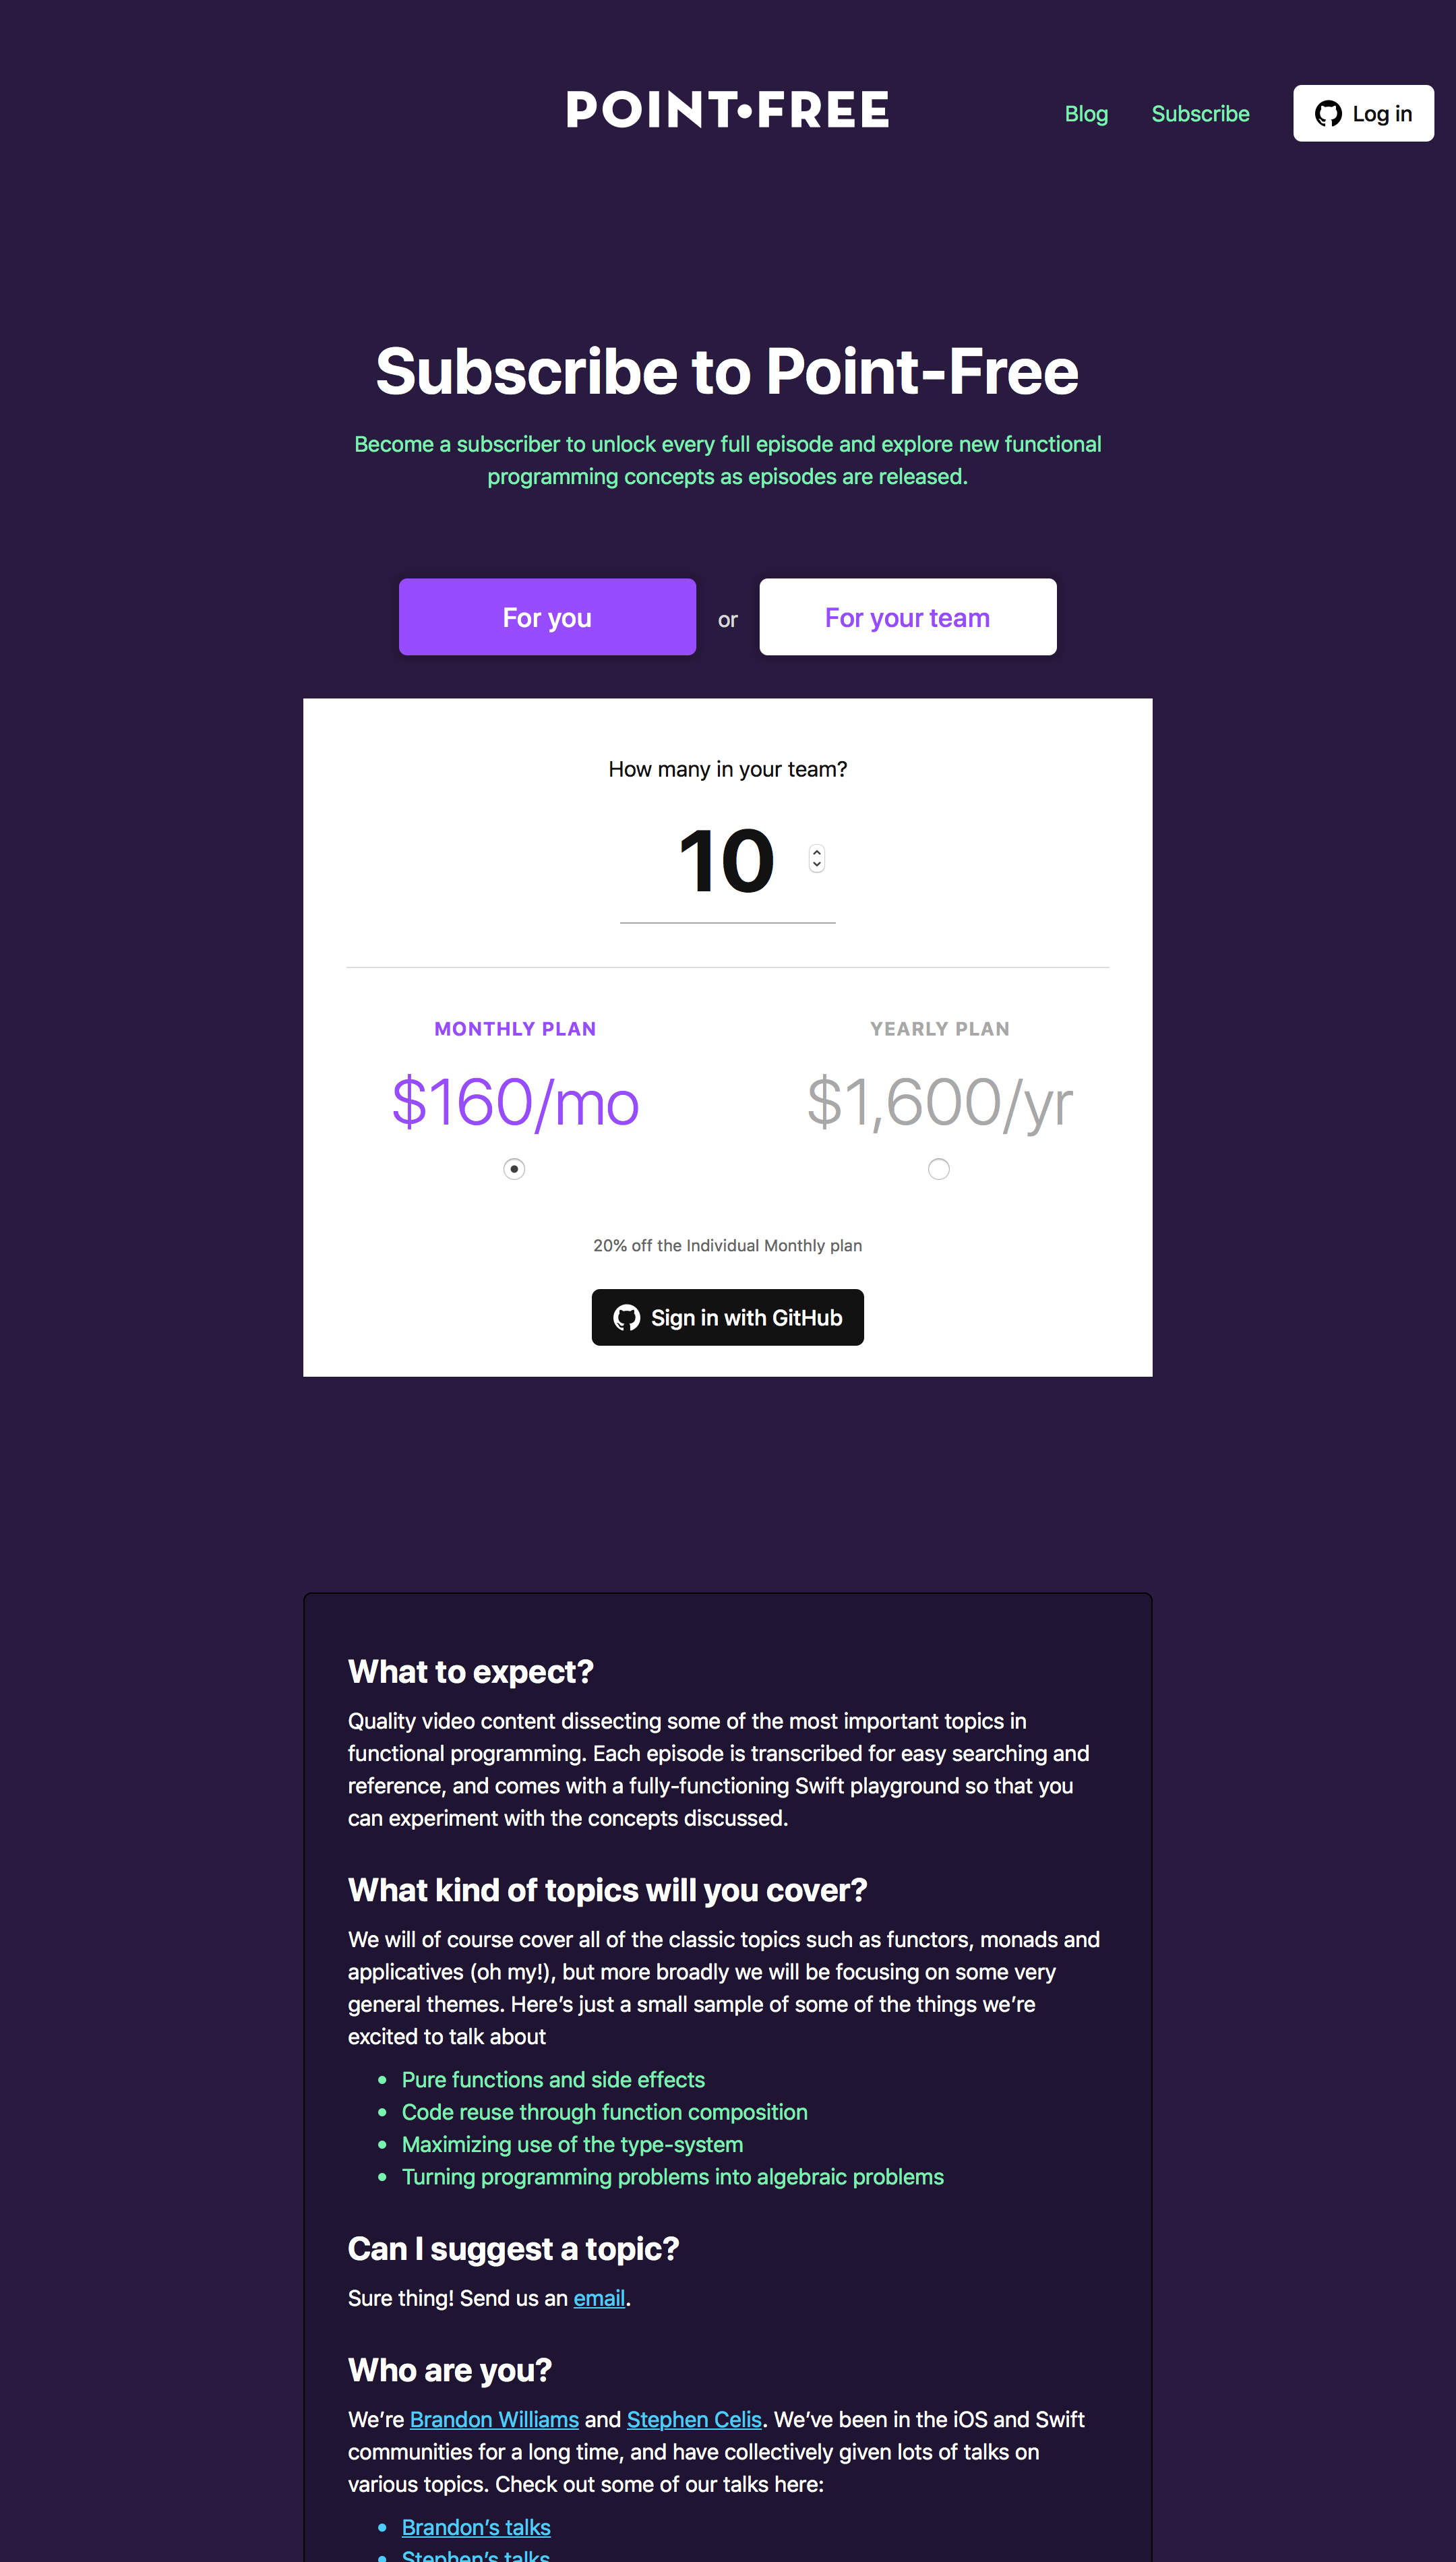 POINT•FREE
Blog
Subscribe
Log in
Subscribe to Point-Free
Become a subscriber to unlock every full episode and explore new functional
programming concepts as episodes are released.
For you
or
For your team
How many in your team?
10
MONTHLY PLAN
$160/mo
YEARLY PLAN
$1,600/yr
20% off the Individual Monthly plan
Sign in with GitHub
What to expect?
Quality video content dissecting some of the most important topics in
functional programming. Each episode is transcribed for easy searching and
reference, and comes with a fully-functioning Swift playground so that you
can experiment with the concepts discussed.
What kind of topics will you cover?
We will of course cover all of the classic topics such as functors, monads and
applicatives (oh my!), but more broadly we will be focusing on some very
general themes. Here’s just a small sample of some of the things we’re
excited to talk about
• Pure functions and side effects
• Code reuse through function composition
• Maximizing use of the type-system
• Turning programming problems into algebraic problems
Can I suggest a topic?
Sure thing! Send us an email.
Who are you?
We’re Brandon Williams and Stephen Celis. We’ve been in the iOS and Swift
communities for a long time, and have collectively given lots of talks on
various topics. Check out some of our talks here:
• Brandon’s talks
• Stephen’s talks